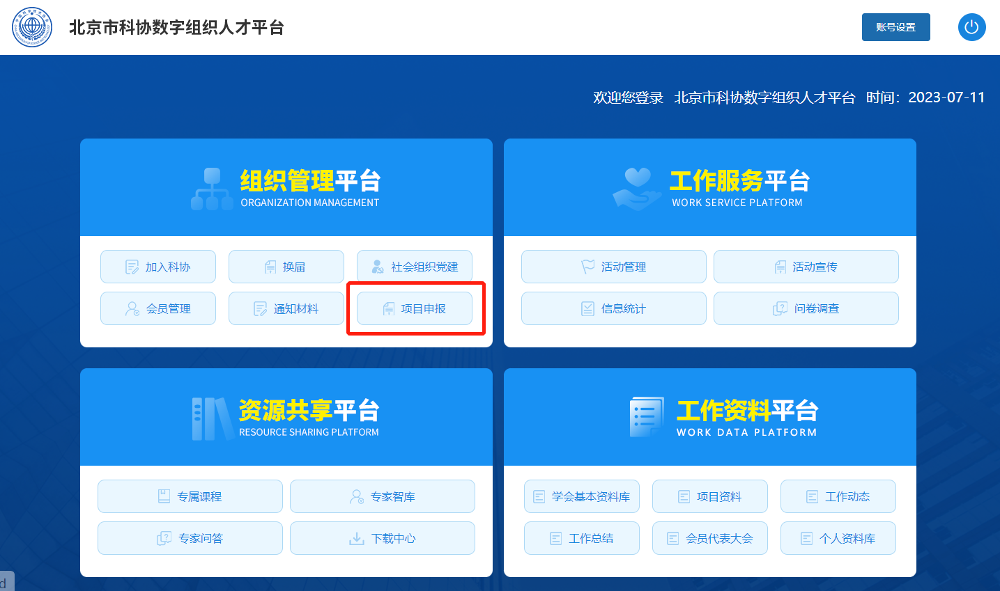 北京市科协数字组织人才平台
账号设置
欢迎您登录 北京市科协数字组织人才平台 时间：2023-07-11
组织管理平台
ORGANIZATION MANAGEMENT
加入科协
换届
社会组织党建
会员管理
通知材料
项目申报
工作服务平台
WORK SERVICE PLATFORM
活动管理
活动宣传
信息统计
问卷调查
资源共享平台
RESOURCE SHARING PLATFORM
专属课程
专家智库
专家问答
下载中心
工作资料平台
WORK DATA PLATFORM
学会基本资料库
项目资料
工作动态
工作总结
会员代表大会
个人资料库
d